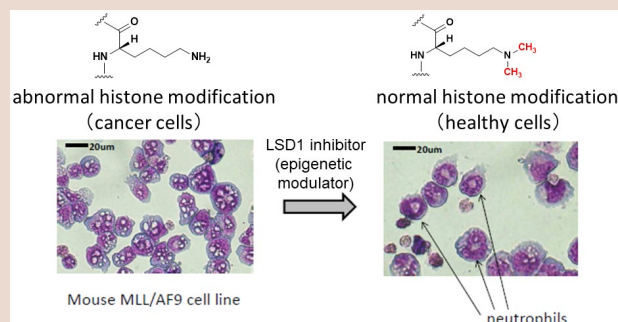 O
H
HN
NH₂
O
H
HN
N
CH₃
CH₃
abnormal histone modification
(cancer cells)
normal histone modification
(healthy cells)
20um
LSD1 inhibitor
(epigenetic
modulator)
20um
Mouse MLL/AF9 cell line
neutrophils